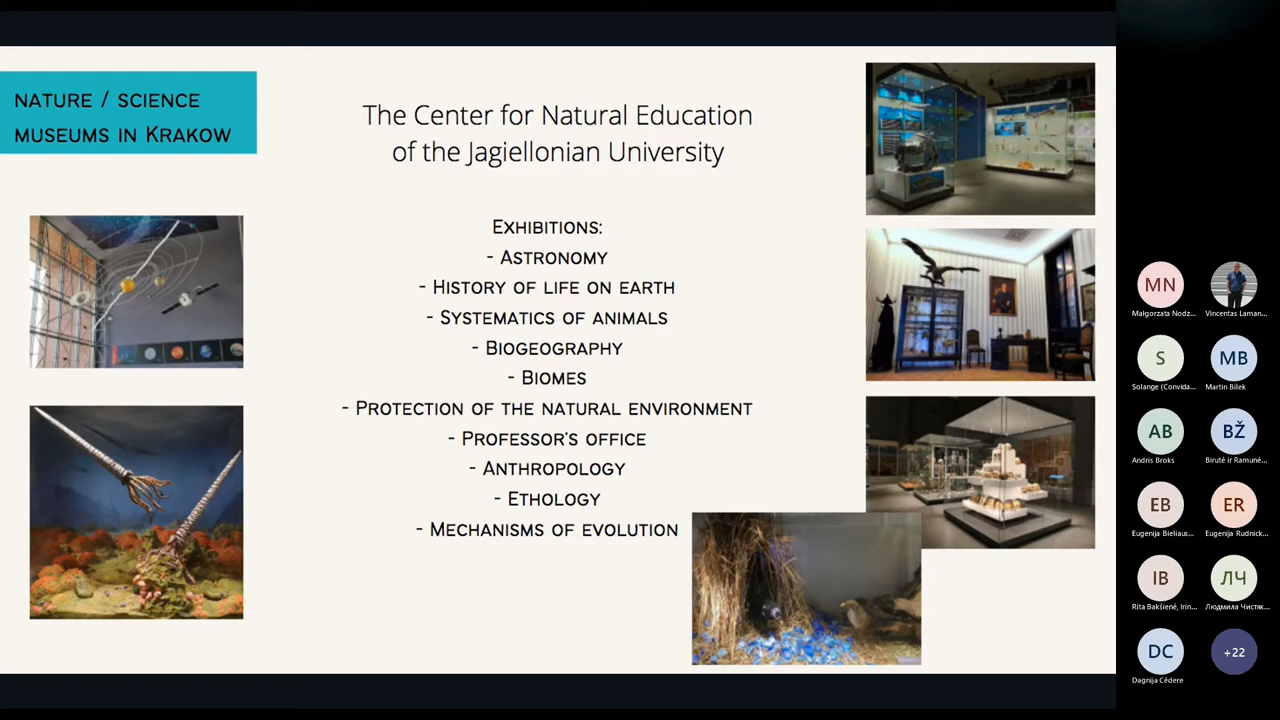 NATURE / SCIENCE
MUSEUMS IN KRAKOW
The Center for Natural Education
of the Jagiellonian University
EXHIBITIONS:
- ASTRONOMY
- HISTORY OF LIFE ON EARTH
- SYSTEMATICS OF ANIMALS
- BIOGEOGRAPHY
- BIOMES
- PROTECTION OF THE NATURAL ENVIRONMENT
- PROFESSOR'S OFFICE
- ANTHROPOLOGY
- ETHOLOGY
- MECHANISMS OF EVOLUTION
MN
Małgorzata Nodz...
Vincentas Laman...
S
Solange (Convida...
MB
Martin Bilek
AB
Andris Broks
BŽ
Birutė ir Ramunė...
EB
Eugenija Bieliaus...
ER
Eugenija Rudnick...
IB
Rita Bakšienė, Irin...
ЛЧ
Людмила Чистяк...
DC
Dagnija Cēdere
+22